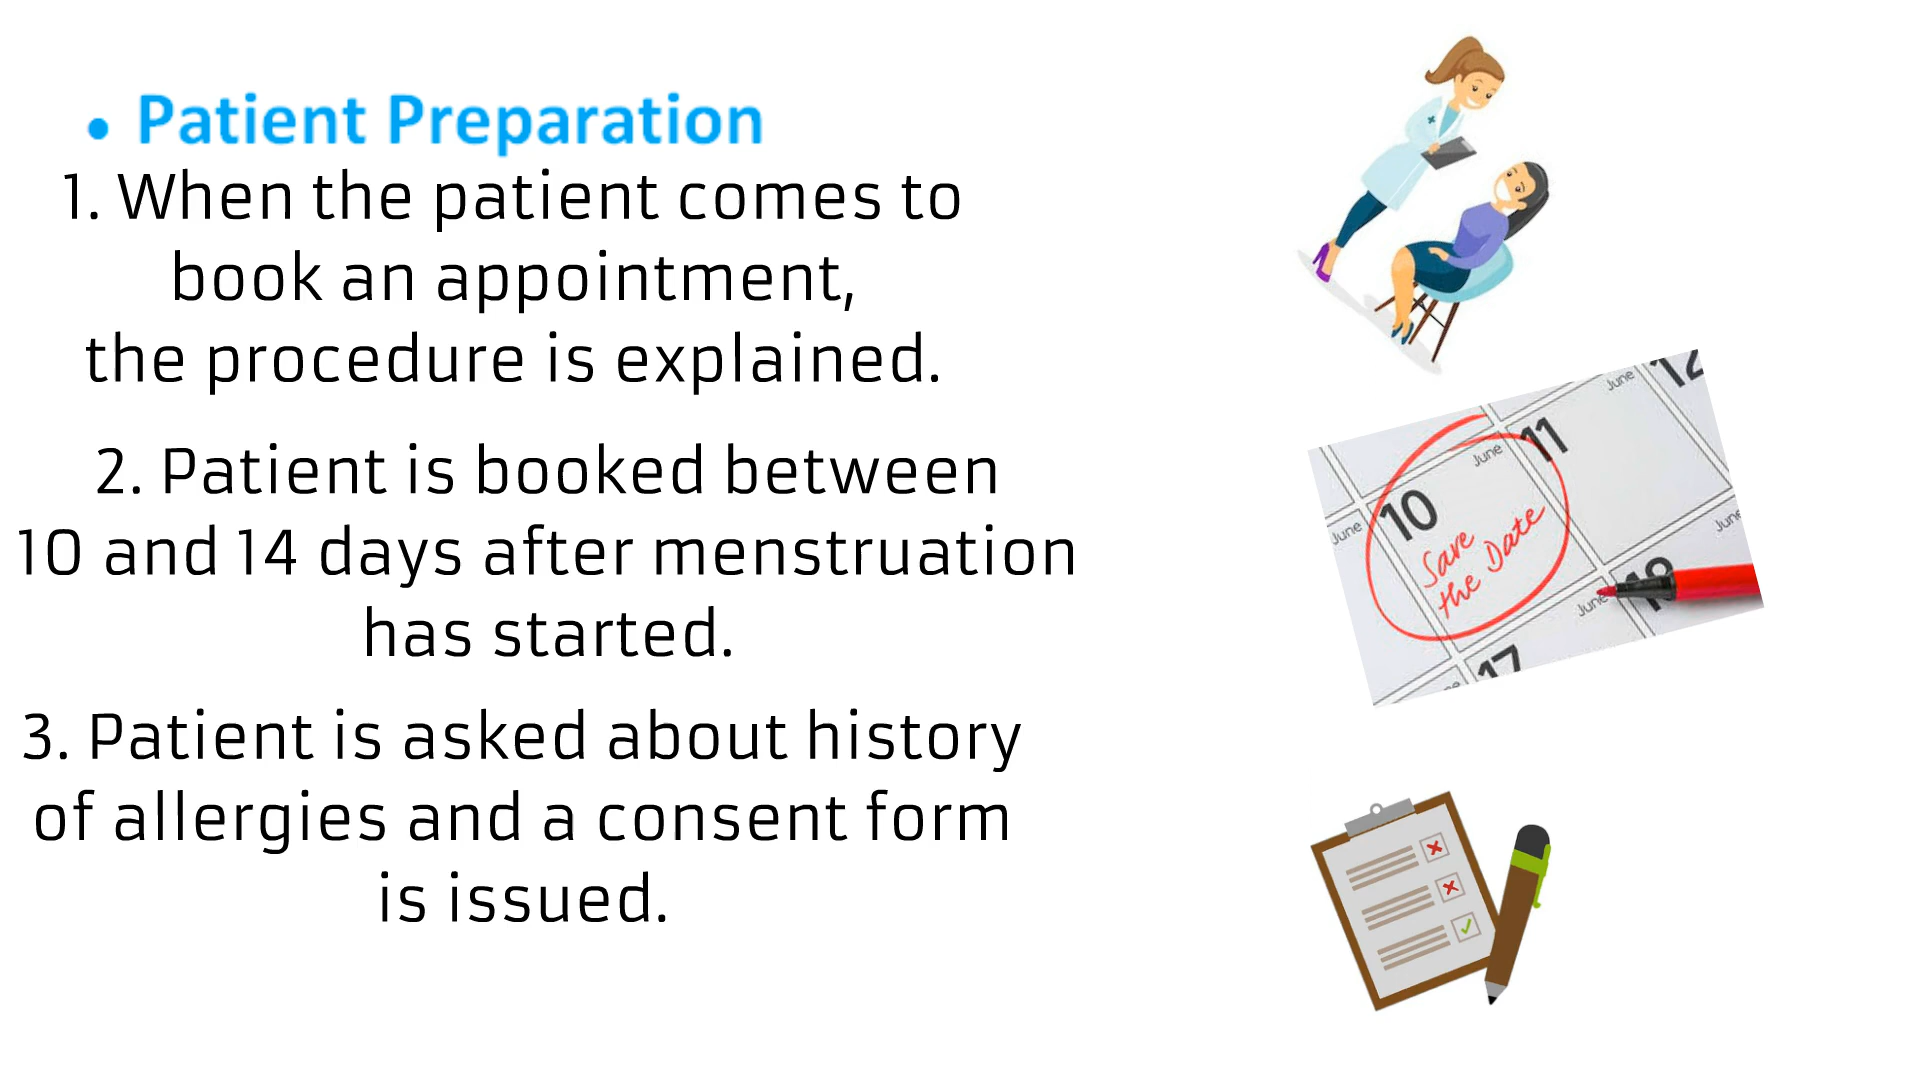 • Patient Preparation
1. When the patient comes to
book an appointment,
the procedure is explained.
2. Patient is booked between
10 and 14 days after menstruation
has started.
3. Patient is asked about history
of allergies and a consent form
is issued.
June
12
June
11
June
10
Save
the Date
June
June
17